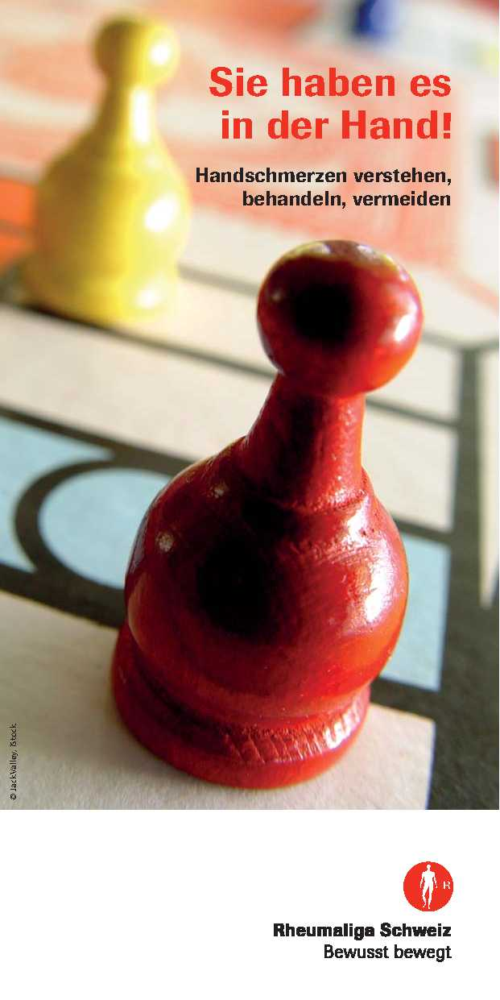 Sie haben es
in der Hand!
Handschmerzen verstehen,
behandeln, vermeiden
© JackValley, iStock
R
Rheumaliga Schweiz
Bewusst bewegt